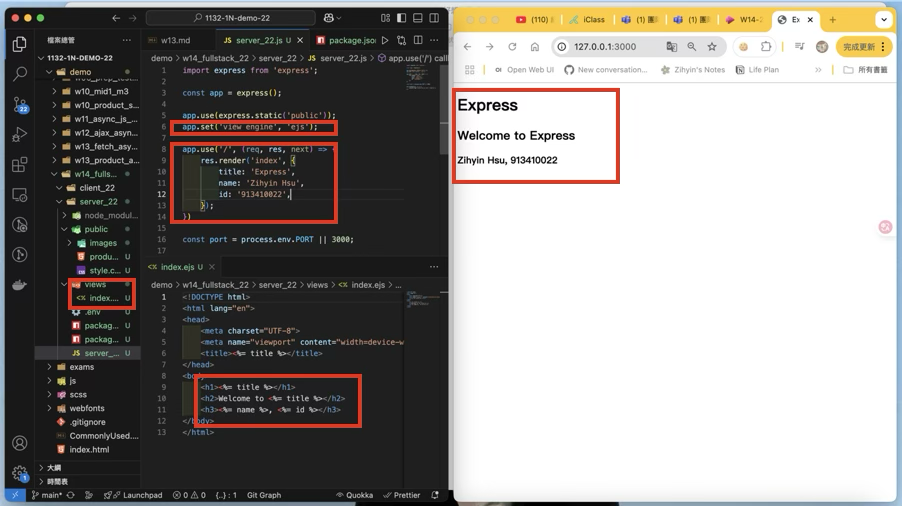 1132-1N-demo-22
檔案總管
1132-1N-DEMO-22
demo
w10_mid1_m3
w10_product_s...
w11_async_js_...
w12_ajax_asyn...
w13_fetch_asy...
w13_product_a...
w14_fullstack_22
client_22
server_22
node_modul...
public
images
produ... U
style.c... U
views
index.... U
.env
packag... U
packag... U
server_... U
exams
js
scss
webfonts
.gitignore
CommonlyUsed....
index.html
大綱
時間表
w13.md
JS server_22.js U
package.json
demo > w14_fullstack_22 > server_22 > JS server_22.js > app.use('/') call
1 import express from 'express';
2
3 const app = express();
4
5 app.use(express.static('public'));
6 app.set('view engine', 'ejs');
7
8 app.use('/', (req, res, next) => {
9 res.render('index', {
10 title: 'Express',
11 name: 'Zihyin Hsu',
12 id: '913410022',
13 });
14 })
15
16 const port = process.env.PORT || 3000;
17
<% index.ejs U
demo > w14_fullstack_22 > server_22 > views > <% index.ejs > ...
1 <!DOCTYPE html>
2 <html lang="en">
3 <head>
4 <meta charset="UTF-8">
5 <meta name="viewport" content="width=device-w
6 <title><%= title %></title>
7 </head>
8 <body>
9 <h1><%= title %></h1>
10 <h2>Welcome to <%= title %></h2>
11 <h3><%= name %>, <%= id %></h3>
12 </body>
13 </html>
main*
Launchpad
0 0
{..} : 1
Git Graph
Quokka
Prettier
(110) #
iClass
W14-2
Ex
127.0.0.1:3000
完成更新
Open WebUI
New conversation...
Zihyin's Notes
Life Plan
所有書籤
Express
Welcome to Express
Zihyin Hsu, 913410022